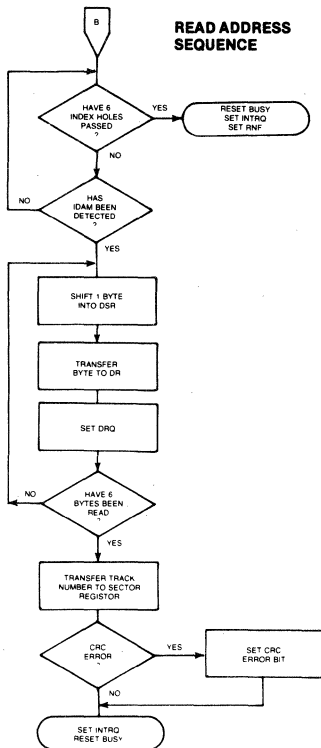 B
READ ADDRESS
SEQUENCE
HAVE 6
INDEX HOLES
PASSED
?
YES
RESET BUSY
SET INTRQ
SET RNF
NO
HAS
IDAM BEEN
DETECTED
?
NO
YES
SHIFT 1 BYTE
INTO DSR
TRANSFER
BYTE TO DR
SET DRQ
HAVE 6
BYTES BEEN
READ
?
NO
YES
TRANSFER TRACK
NUMBER TO SECTOR
REGISTOR
CRC
ERROR
?
YES
SET CRC
ERROR BIT
NO
SET INTRQ
RESET BUSY